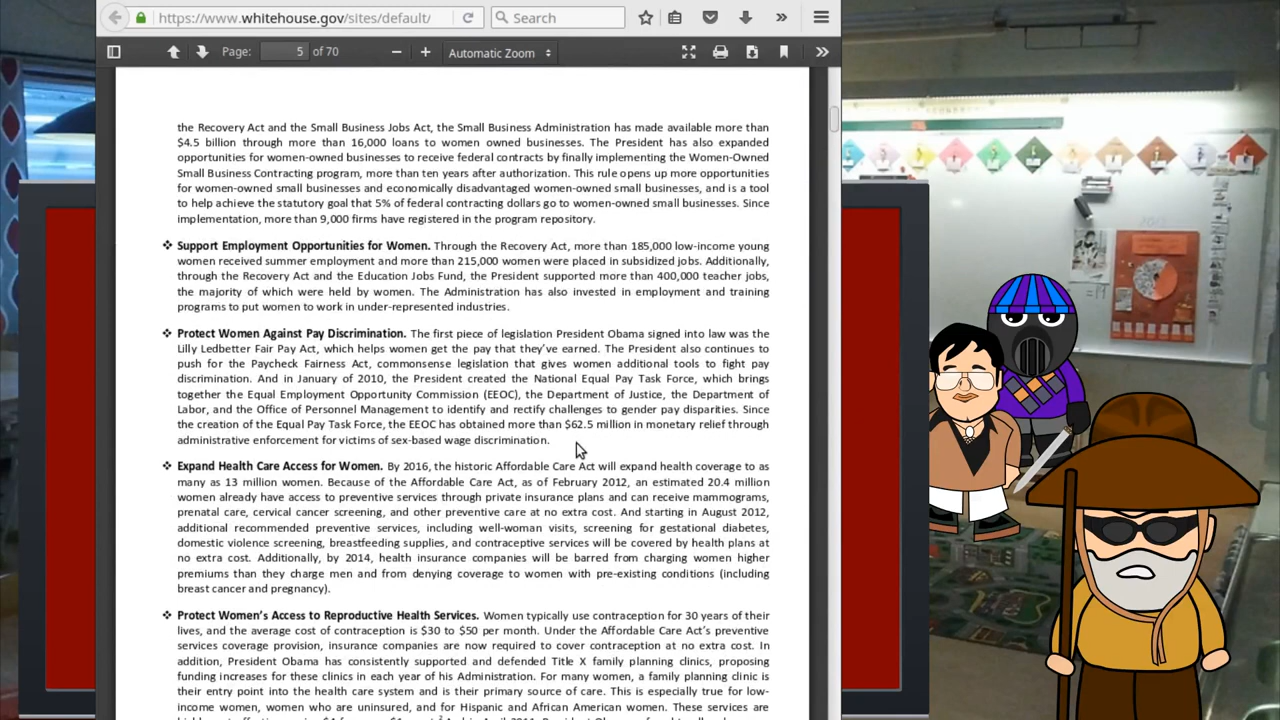 https://www.whitehouse.gov/sites/default/
Search
Page: 5 of 70
Automatic Zoom
the Recovery Act and the Small Business Jobs Act, the Small Business Administration has made available more than
$4.5 billion through more than 16,000 loans to women owned businesses. The President has also expanded
opportunities for women-owned businesses to receive federal contracts by finally implementing the Women-Owned
Small Business Contracting program, more than ten years after authorization. This rule opens up more opportunities
for women-owned small businesses and economically disadvantaged women-owned small businesses, and is a tool
to help achieve the statutory goal that 5% of federal contracting dollars go to women-owned small businesses. Since
implementation, more than 9,000 firms have registered in the program repository.
❖ Support Employment Opportunities for Women. Through the Recovery Act, more than 185,000 low-income young
women received summer employment and more than 215,000 women were placed in subsidized jobs. Additionally,
through the Recovery Act and the Education Jobs Fund, the President supported more than 400,000 teacher jobs,
the majority of which were held by women. The Administration has also invested in employment and training
programs to put women to work in under-represented industries.
❖ Protect Women Against Pay Discrimination. The first piece of legislation President Obama signed into law was the
Lilly Ledbetter Fair Pay Act, which helps women get the pay that they've earned. The President also continues to
push for the Paycheck Fairness Act, commonsense legislation that gives women additional tools to fight pay
discrimination. And in January of 2010, the President created the National Equal Pay Task Force, which brings
together the Equal Employment Opportunity Commission (EEOC), the Department of Justice, the Department of
Labor, and the Office of Personnel Management to identify and rectify challenges to gender pay disparities. Since
the creation of the Equal Pay Task Force, the EEOC has obtained more than $62.5 million in monetary relief through
administrative enforcement for victims of sex-based wage discrimination.
❖ Expand Health Care Access for Women. By 2016, the historic Affordable Care Act will expand health coverage to as
many as 13 million women. Because of the Affordable Care Act, as of February 2012, an estimated 20.4 million
women already have access to preventive services through private insurance plans and can receive mammograms,
prenatal care, cervical cancer screening, and other preventive care at no extra cost. And starting in August 2012,
additional recommended preventive services, including well-woman visits, screening for gestational diabetes,
domestic violence screening, breastfeeding supplies, and contraceptive services will be covered by health plans at
no extra cost. Additionally, by 2014, health insurance companies will be barred from charging women higher
premiums than they charge men and from denying coverage to women with pre-existing conditions (including
breast cancer and pregnancy).
❖ Protect Women's Access to Reproductive Health Services. Women typically use contraception for 30 years of their
lives, and the average cost of contraception is $30 to $50 per month. Under the Affordable Care Act's preventive
services coverage provision, insurance companies are now required to cover contraception at no extra cost. In
addition, President Obama has consistently supported and defended Title X family planning clinics, proposing
funding increases for these clinics in each year of his Administration. For many women, a family planning clinic is
their entry point into the health care system and is their primary source of care. This is especially true for low-
income women, women who are uninsured, and for Hispanic and African American women. These services are